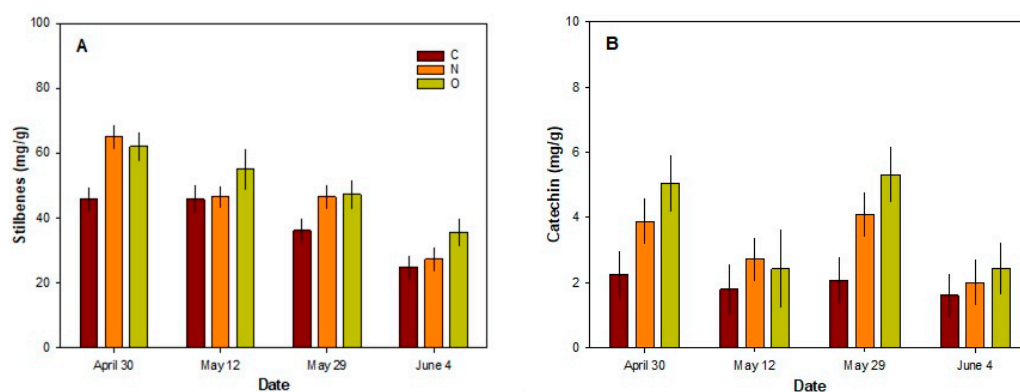 A
C
N
O
100
80
60
40
20
0
Stilbenes (mg/g)
April 30
May 12
May 29
June 4
Date
B
10
8
6
4
2
0
Catechin (mg/g)
April 30
May 12
May 29
June 4
Date